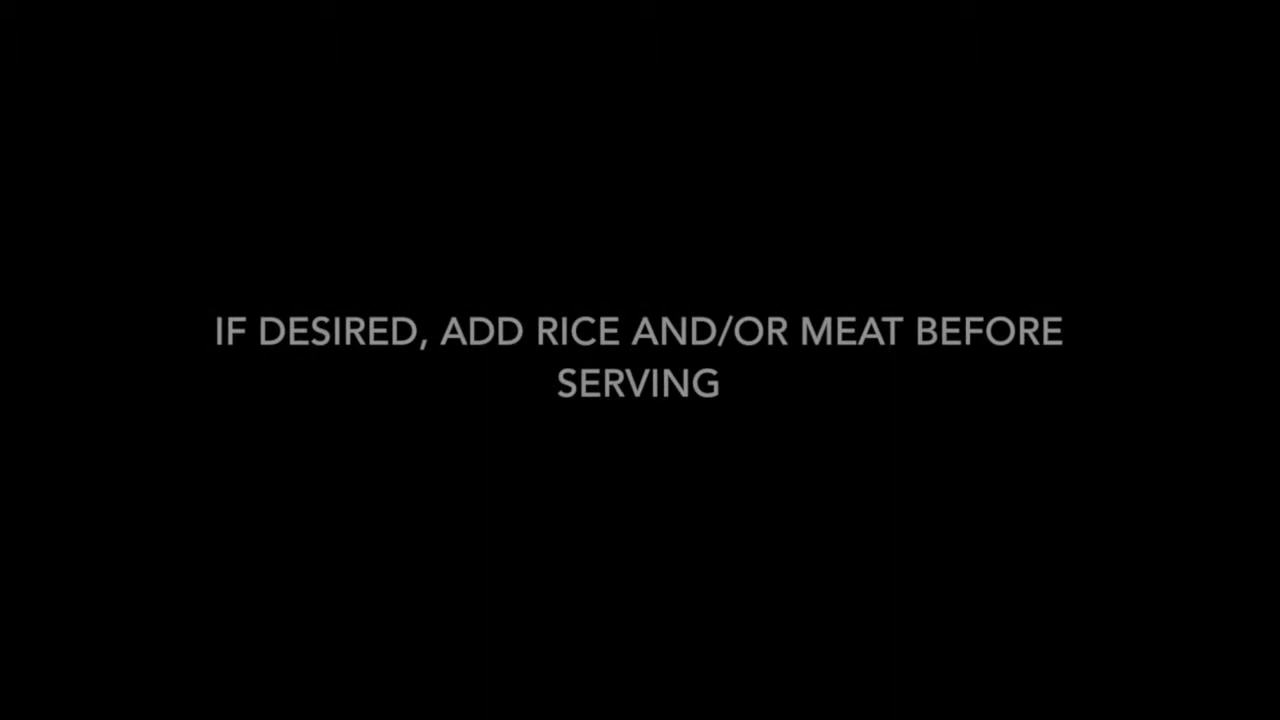 IF DESIRED, ADD RICE AND/OR MEAT BEFORE
SERVING